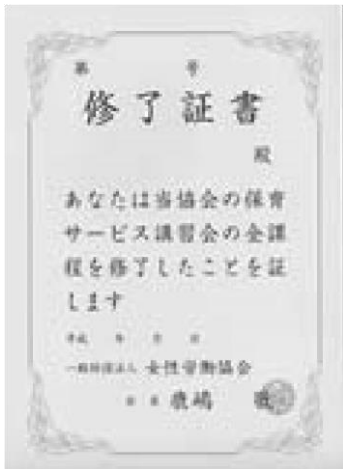 第 号
修了証書
殿
あなたは当協会の保育
サービス講習会の全課
程を修了したことを証
します
平成 年 月 日
一般財団法人 女性労働協会
会長 鹿嶋